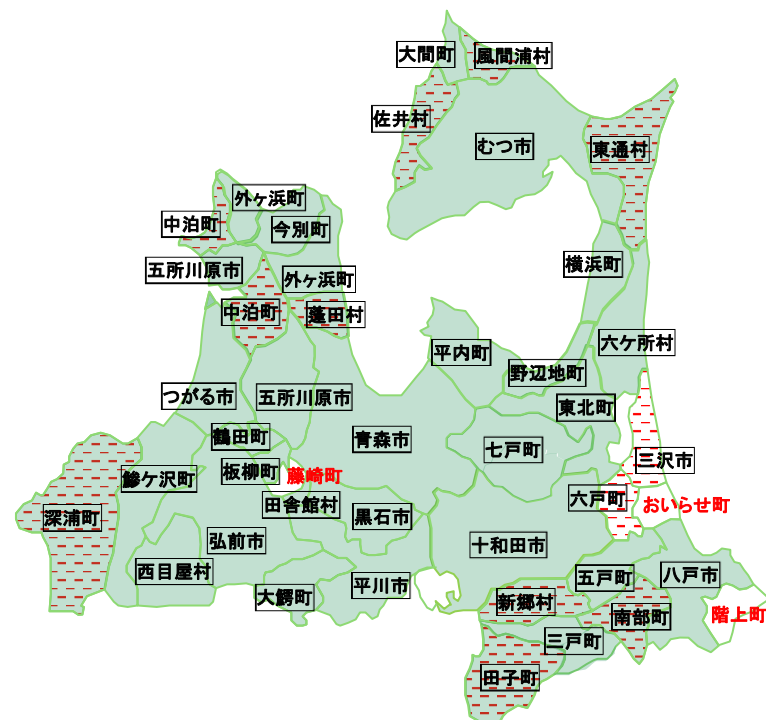 大間町
風間浦村
佐井村
むつ市
東通村
外ヶ浜町
中泊町
今別町
五所川原市
外ヶ浜町
横浜町
中泊町
蓬田村
平内町
六ケ所村
野辺地町
つがる市
五所川原市
東北町
鶴田町
青森市
七戸町
板柳町
藤崎町
三沢市
鰺ケ沢町
田舎館村
六戸町
おいらせ町
深浦町
黒石市
弘前市
十和田市
西目屋村
五戸町
八戸市
大鰐町
平川市
新郷村
南部町
階上町
三戸町
田子町